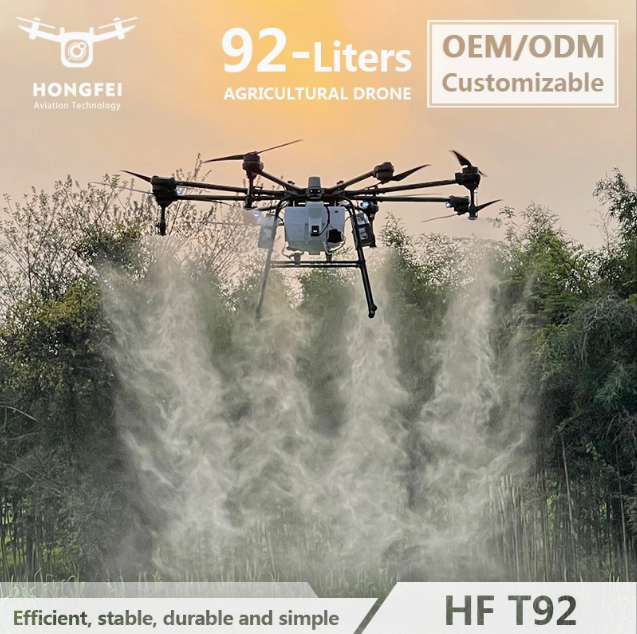 HONGFEI
Aviation Technology
92-Liters
AGRICULTURAL DRONE
OEM/ODM
Customizable
Efficient, stable, durable and simple
HF T92